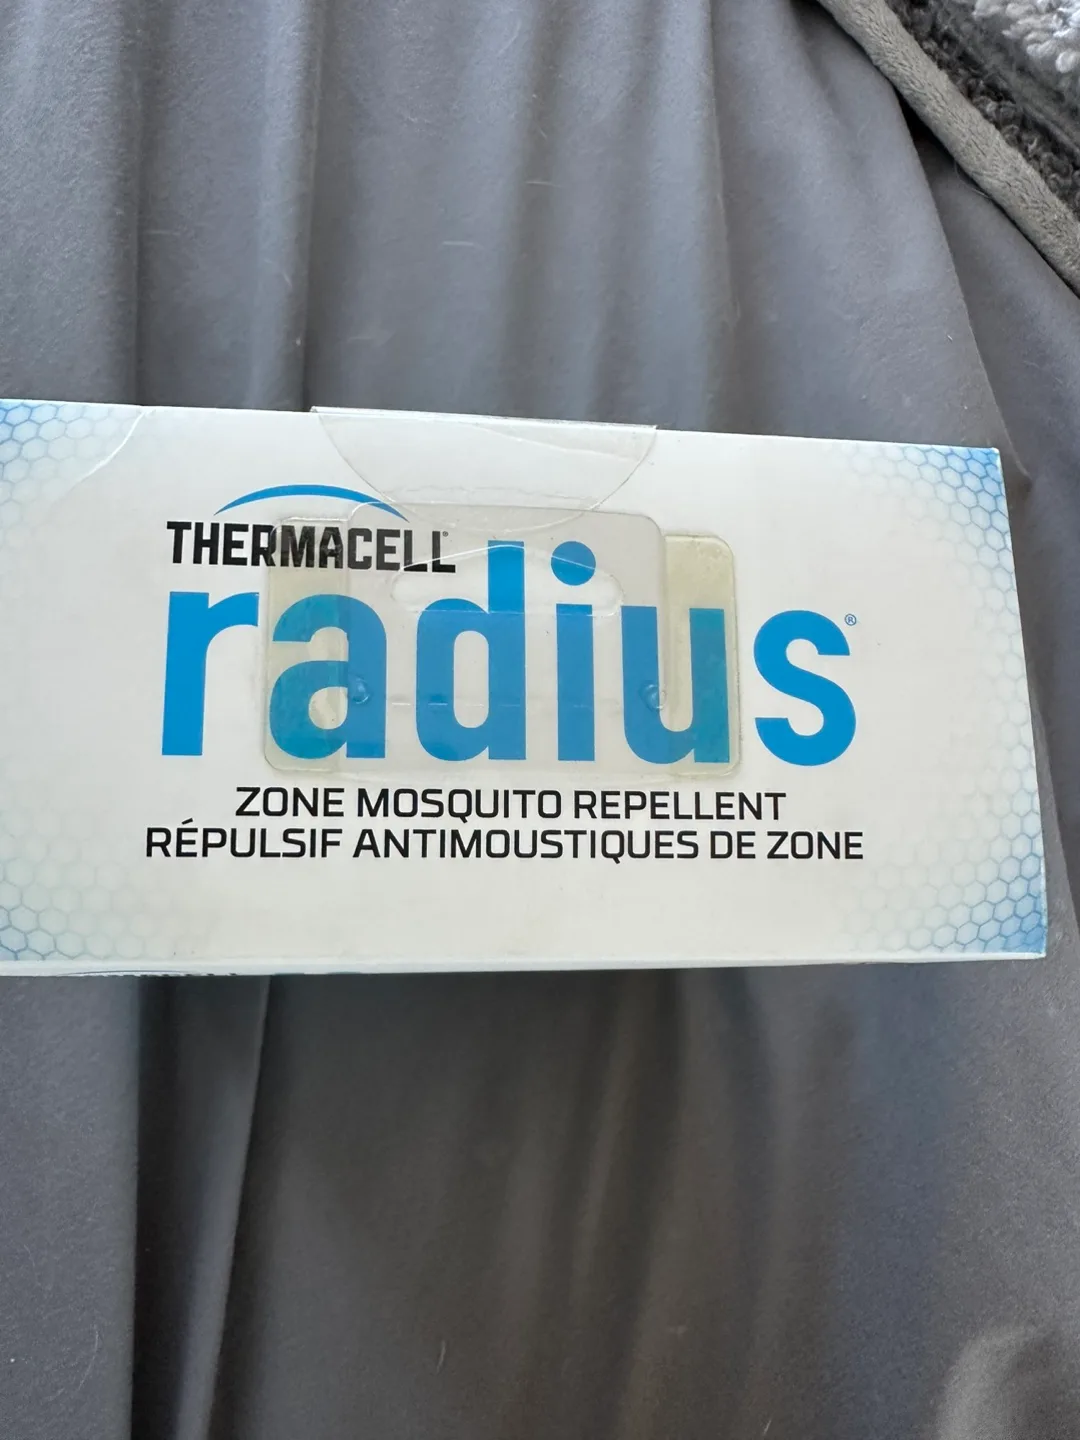 THERMACELL®
radius®
ZONE MOSQUITO REPELLENT
RÉPULSIF ANTIMOUSTIQUES DE ZONE